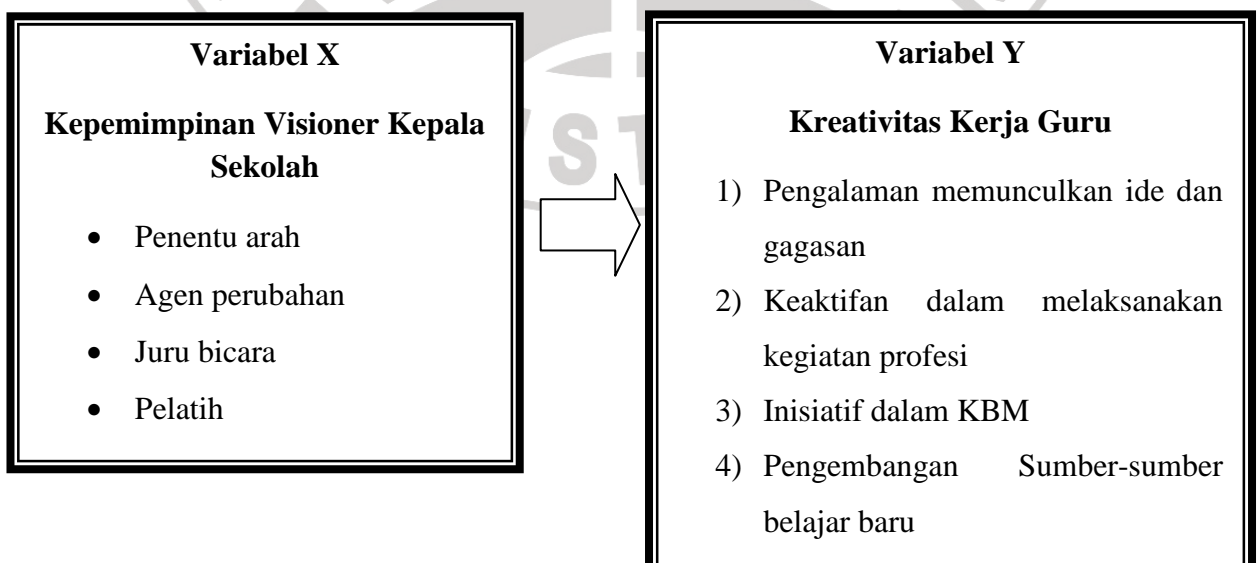 Variabel X
Kepemimpinan Visioner Kepala
Sekolah
• Penentu arah
• Agen perubahan
• Juru bicara
• Pelatih
Variabel Y
Kreativitas Kerja Guru
1) Pengalaman memunculkan ide dan
gagasan
2) Keaktifan dalam melaksanakan
kegiatan profesi
3) Inisiatif dalam KBM
4) Pengembangan Sumber-sumber
belajar baru